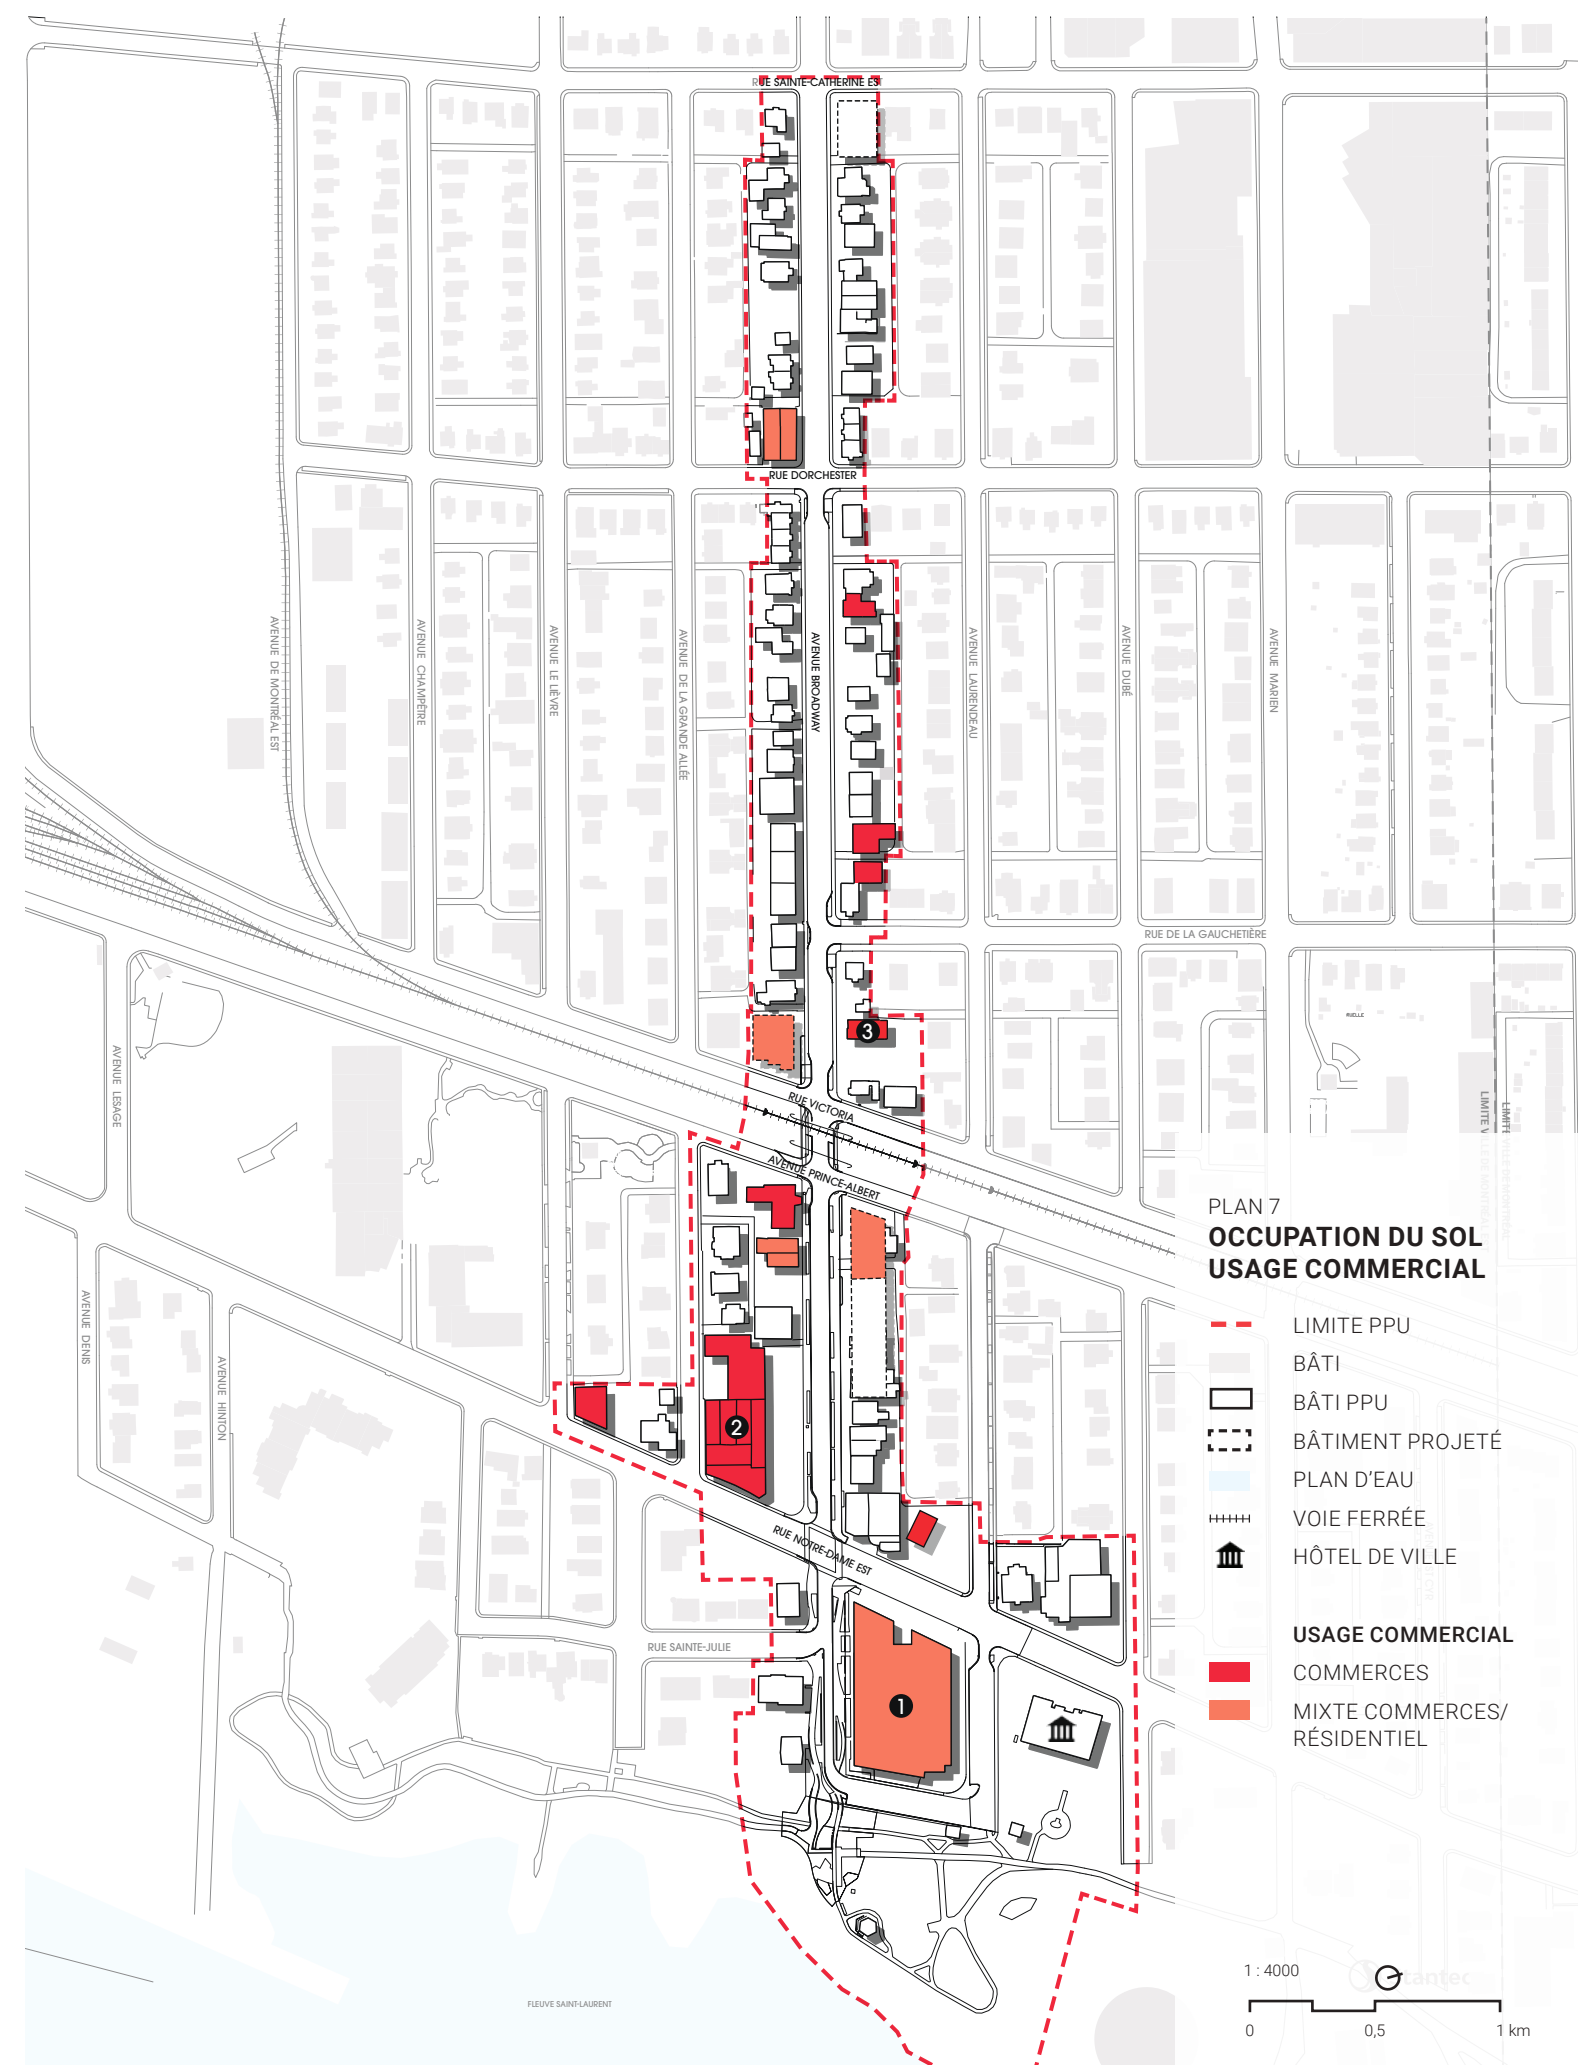 RUE SAINTE-CATHERINE EST
RUE DORCHESTER
AVENUE DE MONTRÉAL EST
AVENUE CHAMPÊTRE
AVENUE LE LIÈVRE
AVENUE DE LA GRANDE ALLÉE
AVENUE BROADWAY
AVENUE LAURENDEAU
AVENUE DUBÉ
AVENUE MARIEN
RUE DE LA GAUCHETIÈRE
RUELLE
3
AVENUE LESAGE
RUE VICTORIA
AVENUE PRINCE-ALBERT
AVENUE DENIS
AVENUE HINTON
2
RUE NOTRE-DAME EST
RUE SAINTE-JULIE
1
FLEUVE SAINT-LAURENT
PLAN 7
OCCUPATION DU SOL
USAGE COMMERCIAL
LIMITE PPU
BÂTI
BÂTI PPU
BÂTIMENT PROJETÉ
PLAN D'EAU
VOIE FERRÉE
HÔTEL DE VILLE
USAGE COMMERCIAL
COMMERCES
MIXTE COMMERCES/
RÉSIDENTIEL
1 : 4000
0 0,5 1 km